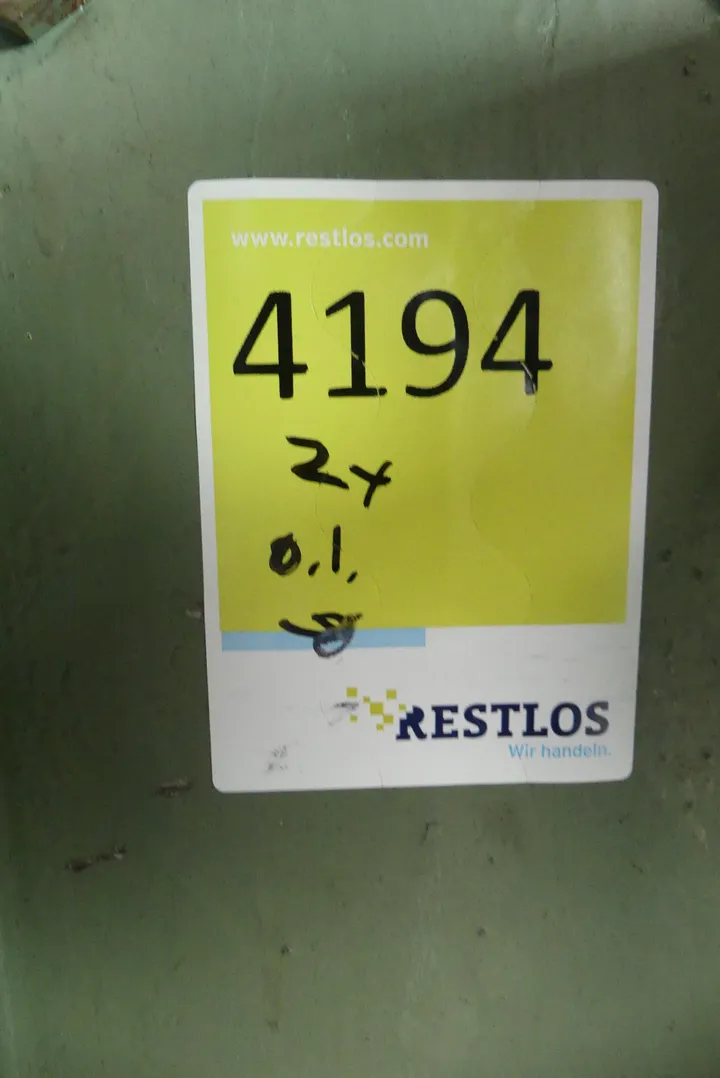 www.restlos.com
4194
2x
0.1.
RESTLOS
Wir handeln.